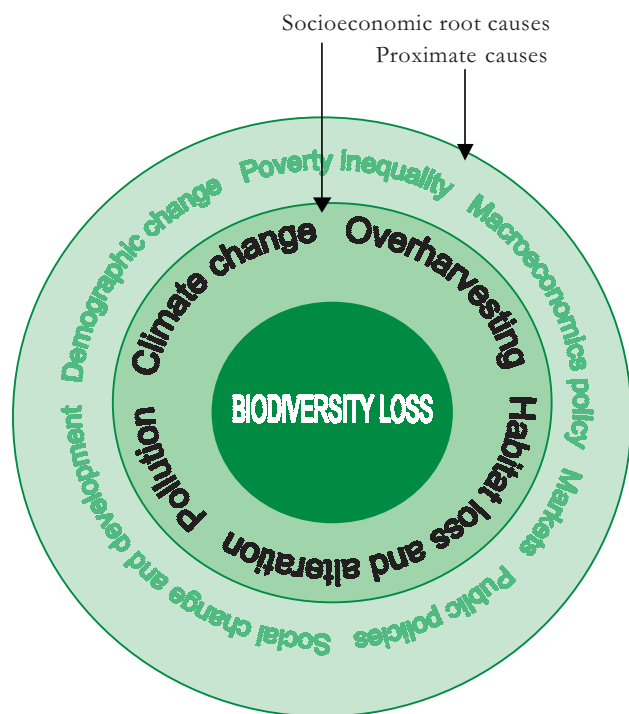 Socioeconomic root causes
Proximate causes
Poverty inequality
Macroeconomics policy
Markets
Public policies
Social change and development
Demographic change
Climate change
Overharvesting
Habitat loss and alteration
Pollution
BIODIVERSITY LOSS